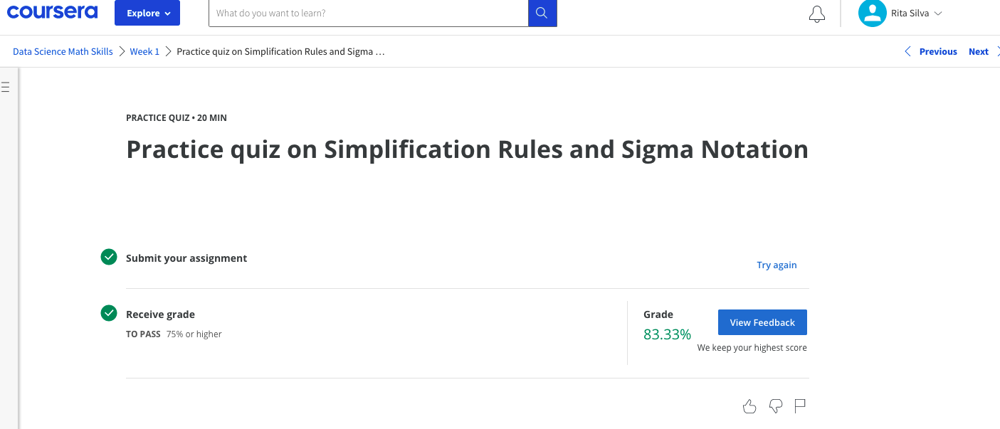 coursera Explore What do you want to learn? Rita Silva
Data Science Math Skills Week 1 Practice quiz on Simplification Rules and Sigma … Previous Next
PRACTICE QUIZ • 20 MIN
Practice quiz on Simplification Rules and Sigma Notation
Submit your assignment
Try again
Receive grade Grade
View Feedback
TO PASS 75% or higher 83.33%
We keep your highest score